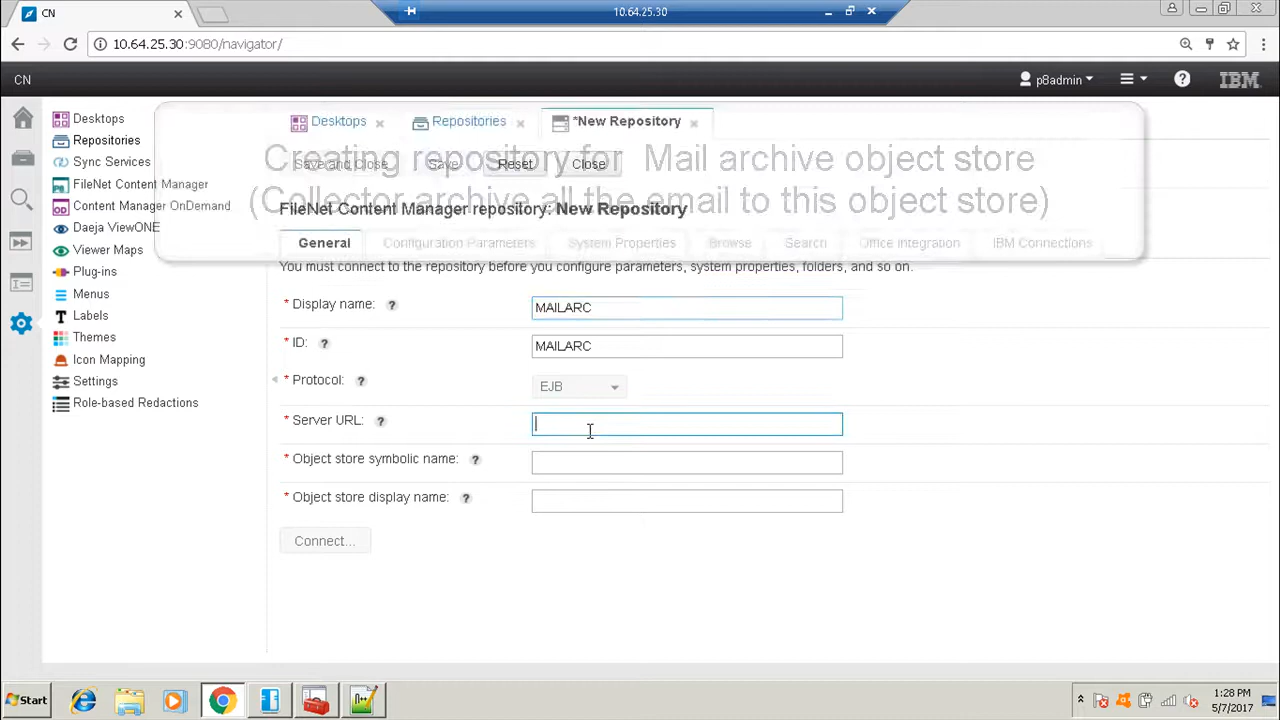 CN
10.64.25.30
10.64.25.30:9080/navigator/
CN
p8admin
?
IBM
Desktops
Repositories
Sync Services
FileNet Content Manager
Content Manager OnDemand
Daeja ViewONE
Viewer Maps
Plug-ins
Menus
Labels
Themes
Icon Mapping
Settings
Role-based Redactions
Desktops
Repositories
*New Repository
Creating repository for Mail archive object store
(Collector archive all the email to this object store)
Save and Close
Save
Reset
Close
FileNet Content Manager repository: New Repository
General
Configuration Parameters
System Properties
Browse
Search
Office Integration
IBM Connections
You must connect to the repository before you configure parameters, system properties, folders, and so on.
* Display name: ?
MAILARC
* ID: ?
MAILARC
* Protocol: ?
EJB
* Server URL: ?
* Object store symbolic name: ?
* Object store display name: ?
Connect...
Start
1:28 PM
5/7/2017